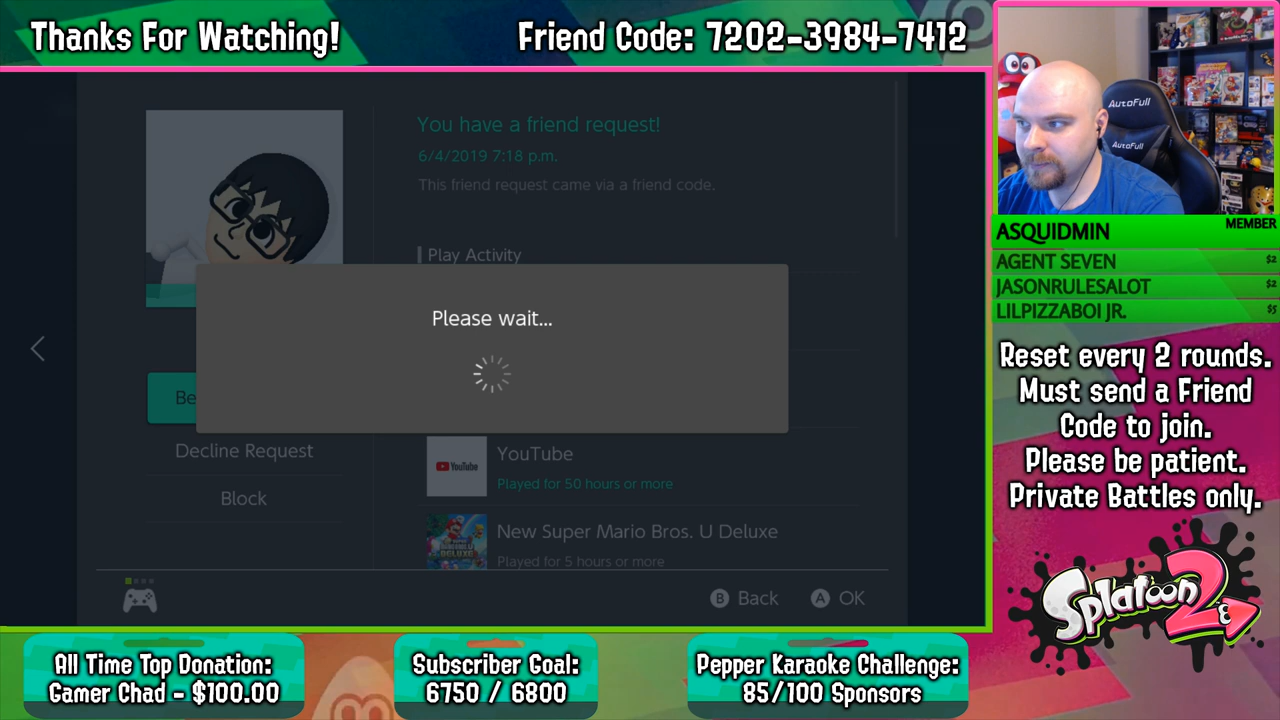 Thanks For Watching!
Friend Code: 7202-3984-7412
You have a friend request!
6/4/2019 7:18 p.m.
This friend request came via a friend code.
Play Activity
Please wait...
Be
Decline Request
Block
YouTube
YouTube
Played for 50 hours or more
New Super Mario Bros. U Deluxe
Played for 5 hours or more
B Back
A OK
AutoFull
AutoFull
ASQUIDMIN MEMBER
AGENT SEVEN $2
JASONRULESALOT $2
LILPIZZABOI JR. $5
Reset every 2 rounds.
Must send a Friend
Code to join.
Please be patient.
Private Battles only.
Splatoon 2
All Time Top Donation:
Gamer Chad - $100.00
Subscriber Goal:
6750 / 6800
Pepper Karaoke Challenge:
85/100 Sponsors